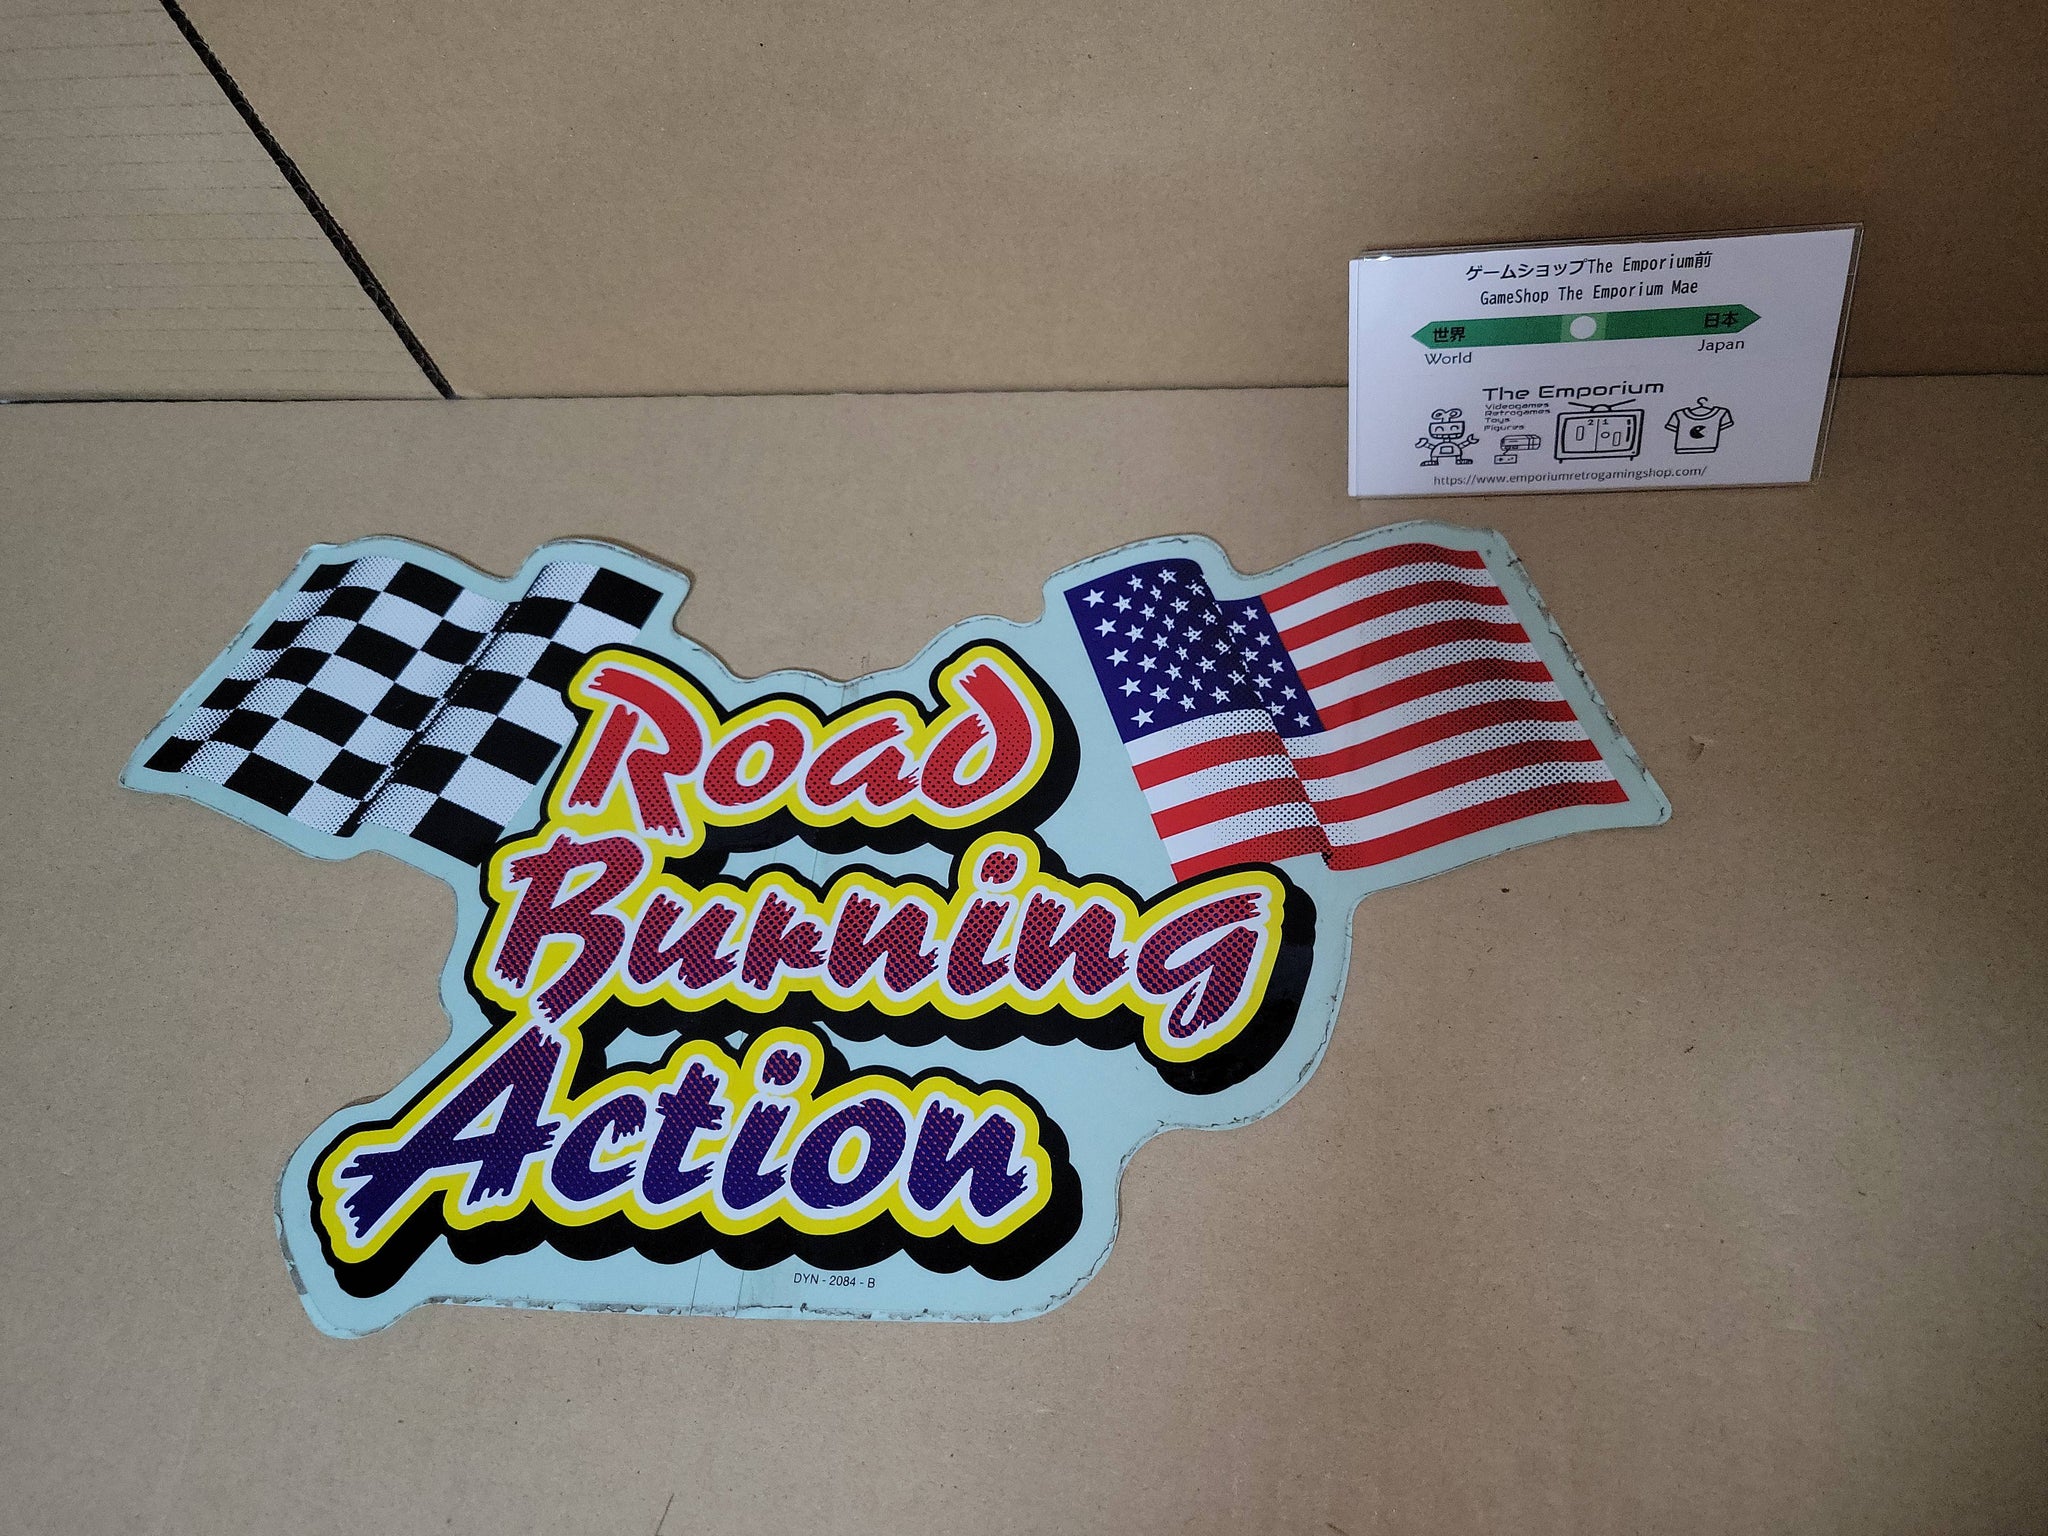 ゲームショップThe Emporium前
GameShop The Emporium Mae
世界 日本
World Japan
The Emporium
Videogames
Retrogames
Toys
Figures
2 1
https://www.emporiumretrogamingshop.com/
Road
Burning
Action
DYN - 2084 - B